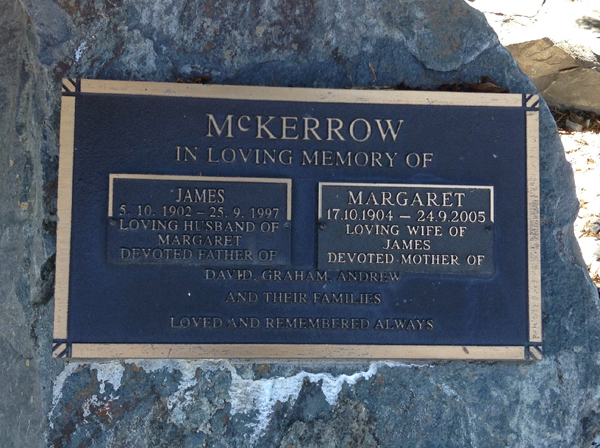 McKERROW
IN LOVING MEMORY OF
JAMES
5. 10. 1902 — 25. 9. 1997
LOVING HUSBAND OF
MARGARET
DEVOTED FATHER OF
MARGARET
17.10.1904 — 24.9.2005
LOVING WIFE OF
JAMES
DEVOTED MOTHER OF
DAVID, GRAHAM, ANDREW
AND THEIR FAMILIES
LOVED AND REMEMBERED ALWAYS